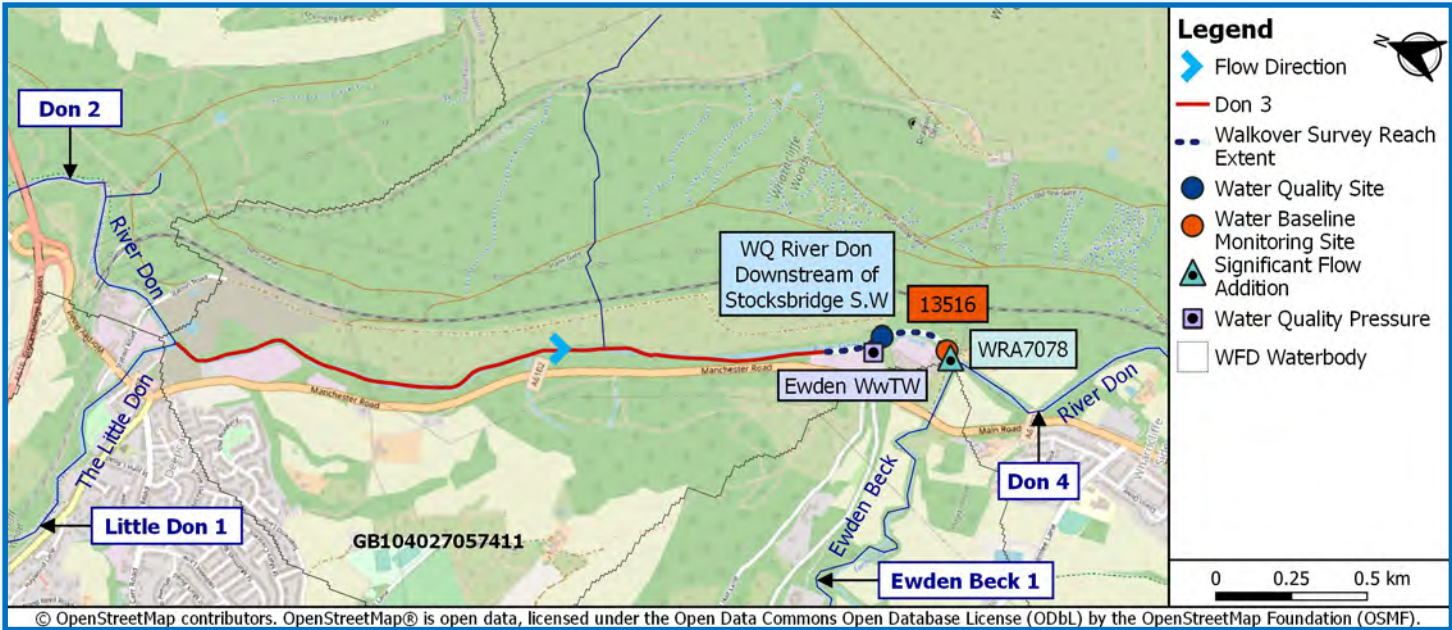 Don 2
River Don
The Little Don
Little Don 1
GB104027057411
Manchester Road
A6102
Manchester Road
WQ River Don
Downstream of
Stocksbridge S.W
13516
WRA7078
Ewden WwTW
Main Road
River Don
Don 4
Ewden Beck
Ewden Beck 1
Legend
N
Flow Direction
Don 3
Walkover Survey Reach
Extent
Water Quality Site
Water Baseline
Monitoring Site
Significant Flow
Addition
Water Quality Pressure
WFD Waterbody
0 0.25 0.5 km
© OpenStreetMap contributors. OpenStreetMap® is open data, licensed under the Open Data Commons Open Database License (ODbL) by the OpenStreetMap Foundation (OSMF).